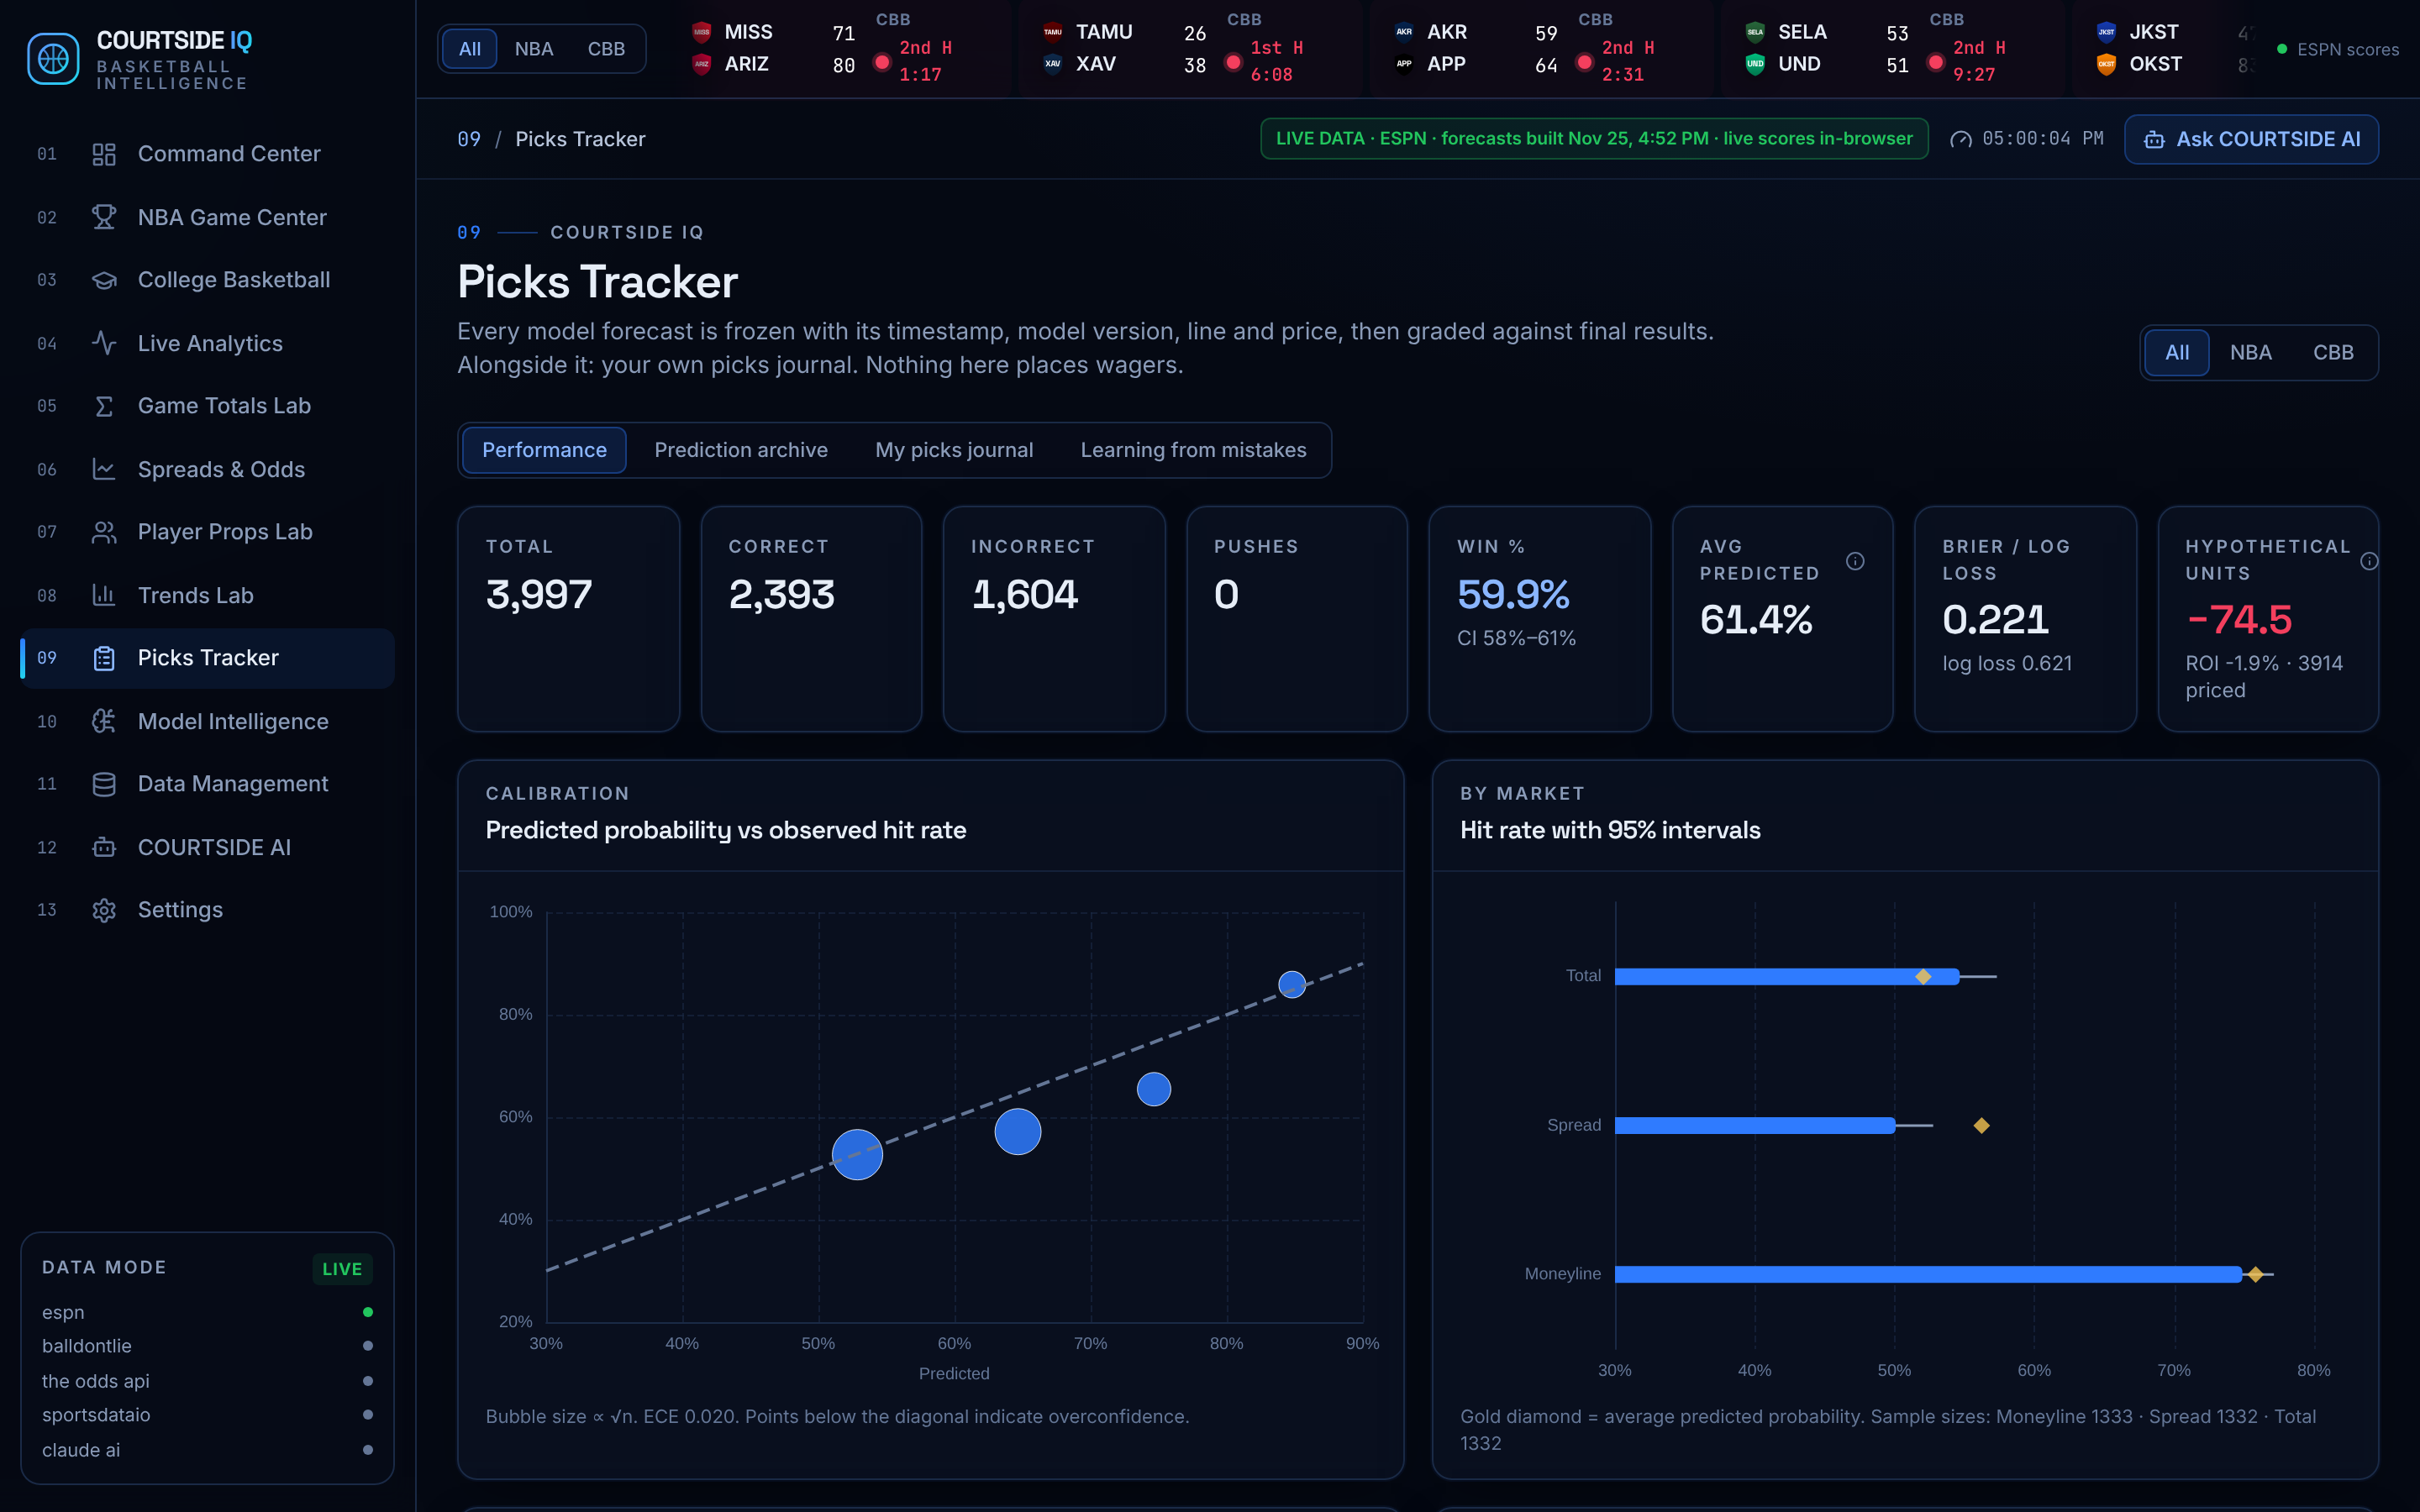 COURTSIDE IQ
BASKETBALL
INTELLIGENCE
01 Command Center
02 NBA Game Center
03 College Basketball
04 Live Analytics
05 Game Totals Lab
06 Spreads & Odds
07 Player Props Lab
08 Trends Lab
09 Picks Tracker
10 Model Intelligence
11 Data Management
12 COURTSIDE AI
13 Settings
DATA MODE LIVE
espn
balldontlie
the odds api
sportsdataio
claude ai
All NBA CBB
CBB
MISS MISS 71 2nd H
ARIZ ARIZ 80 1:17
CBB
TAMU TAMU 26 1st H
XAV XAV 38 6:08
CBB
AKR AKR 59 2nd H
APP APP 64 2:31
CBB
SELA SELA 53 2nd H
UND UND 51 9:27
JKST JKST
OKST OKST
ESPN scores
09 / Picks Tracker
LIVE DATA · ESPN · forecasts built Nov 25, 4:52 PM · live scores in-browser
05:00:04 PM
Ask COURTSIDE AI
09 COURTSIDE IQ
Picks Tracker
Every model forecast is frozen with its timestamp, model version, line and price, then graded against final results.
Alongside it: your own picks journal. Nothing here places wagers.
All NBA CBB
Performance Prediction archive My picks journal Learning from mistakes
TOTAL
3,997
CORRECT
2,393
INCORRECT
1,604
PUSHES
0
WIN %
59.9%
CI 58%–61%
AVG
PREDICTED
61.4%
BRIER / LOG
LOSS
0.221
log loss 0.621
HYPOTHETICAL
UNITS
-74.5
ROI -1.9% · 3914
priced
CALIBRATION
Predicted probability vs observed hit rate
100%
80%
60%
40%
20%
30% 40% 50% 60% 70% 80% 90%
Predicted
Bubble size ∝ √n. ECE 0.020. Points below the diagonal indicate overconfidence.
BY MARKET
Hit rate with 95% intervals
Total
Spread
Moneyline
30% 40% 50% 60% 70% 80%
Gold diamond = average predicted probability. Sample sizes: Moneyline 1333 · Spread 1332 · Total
1332